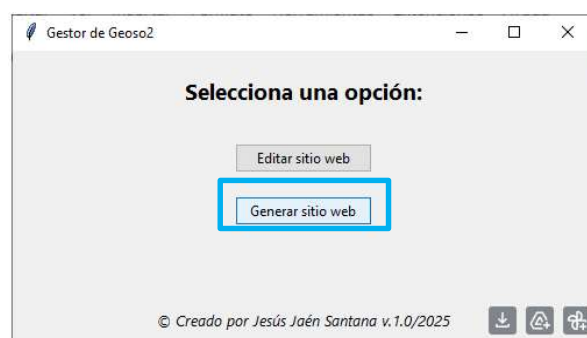 Gestor de Geoso2
Selecciona una opción:
Editar sitio web
Generar sitio web
© Creado por Jesús Jaén Santana v.1.0/2025